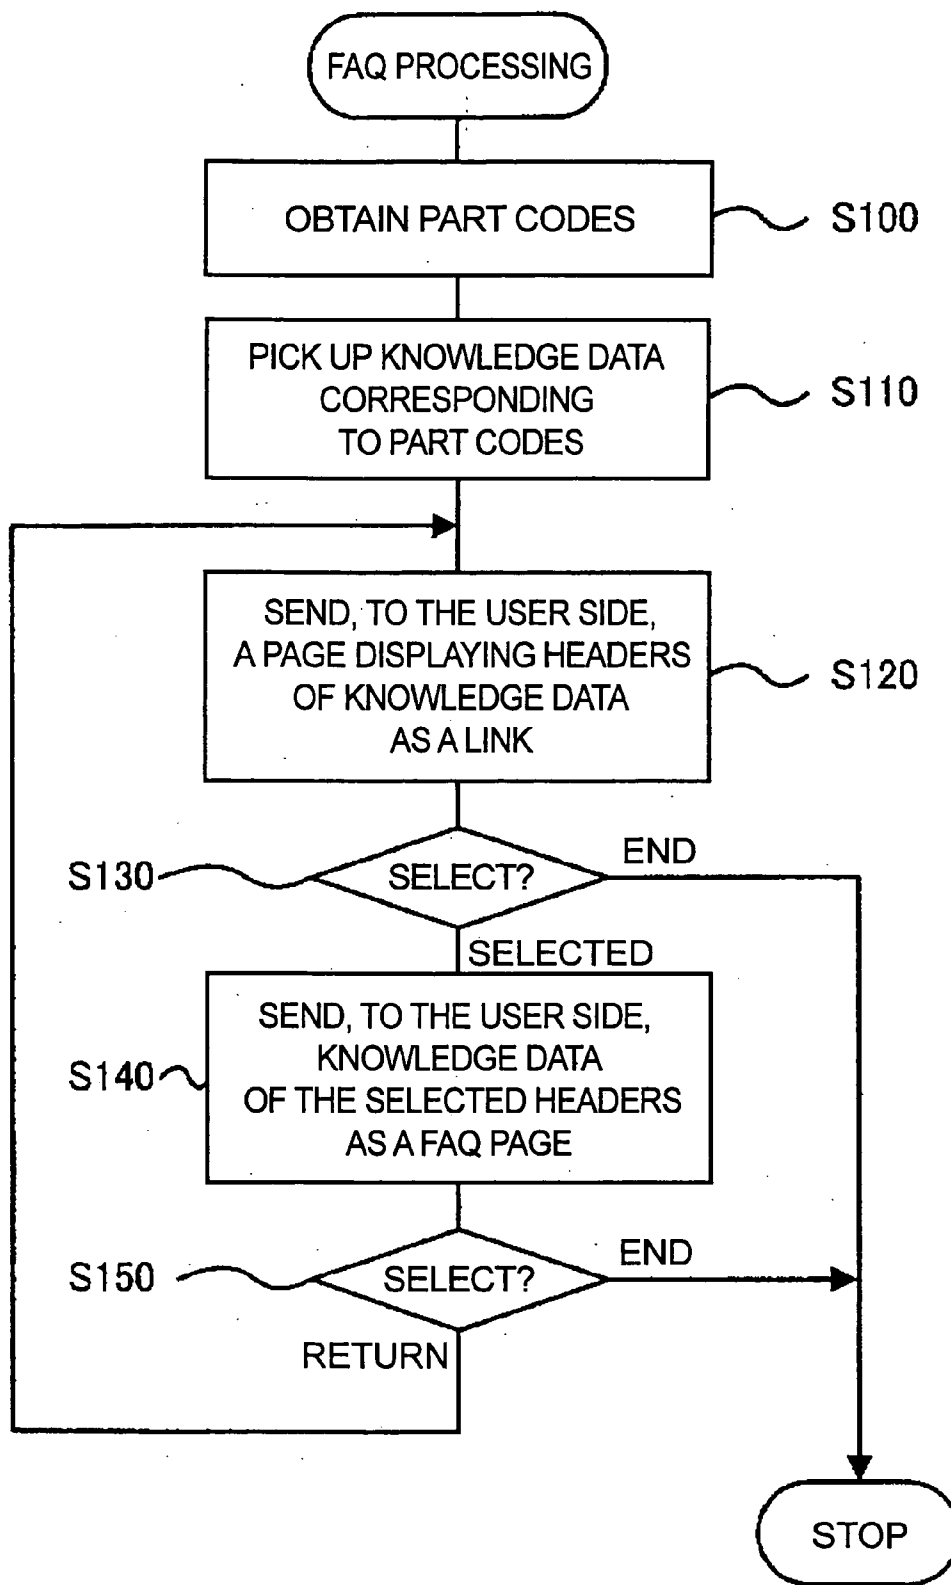 FAQ PROCESSING
OBTAIN PART CODES
S100
PICK UP KNOWLEDGE DATA
CORRESPONDING
TO PART CODES
S110
SEND, TO THE USER SIDE,
A PAGE DISPLAYING HEADERS
OF KNOWLEDGE DATA
AS A LINK
S120
S130
SELECT?
END
SELECTED
SEND, TO THE USER SIDE,
KNOWLEDGE DATA
OF THE SELECTED HEADERS
AS A FAQ PAGE
S140
S150
SELECT?
END
RETURN
STOP